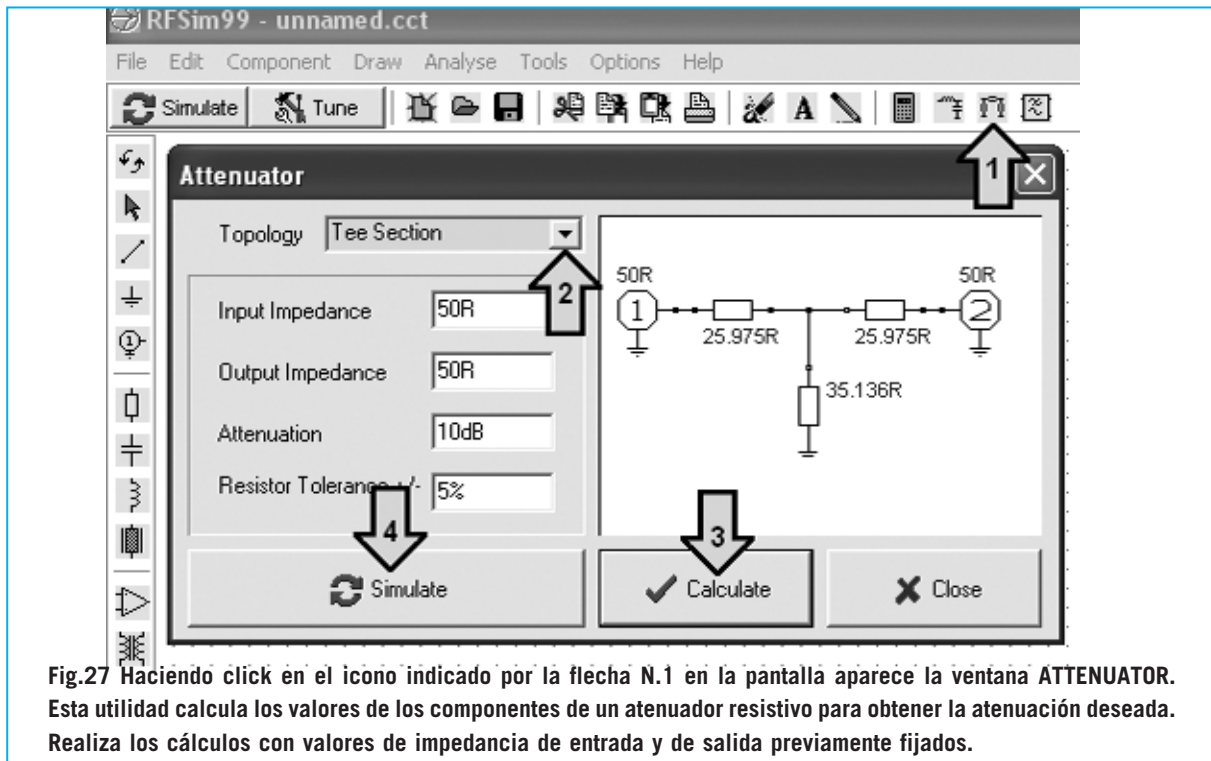 RFSim99 - unnamed.cct
File Edit Component Draw Analyse Tools Options Help
Simulate Tune A
1
Attenuator
Topology Tee Section
2
Input Impedance 50R
Output Impedance 50R
Attenuation 10dB
Resistor Tolerance +/- 5%
50R 50R
1 2
25.975R 25.975R
35.136R
4
3
Simulate Calculate Close
Fig.27 Haciendo click en el icono indicado por la flecha N.1 en la pantalla aparece la ventana ATTENUATOR.
Esta utilidad calcula los valores de los componentes de un atenuador resistivo para obtener la atenuación deseada.
Realiza los cálculos con valores de impedancia de entrada y de salida previamente fijados.